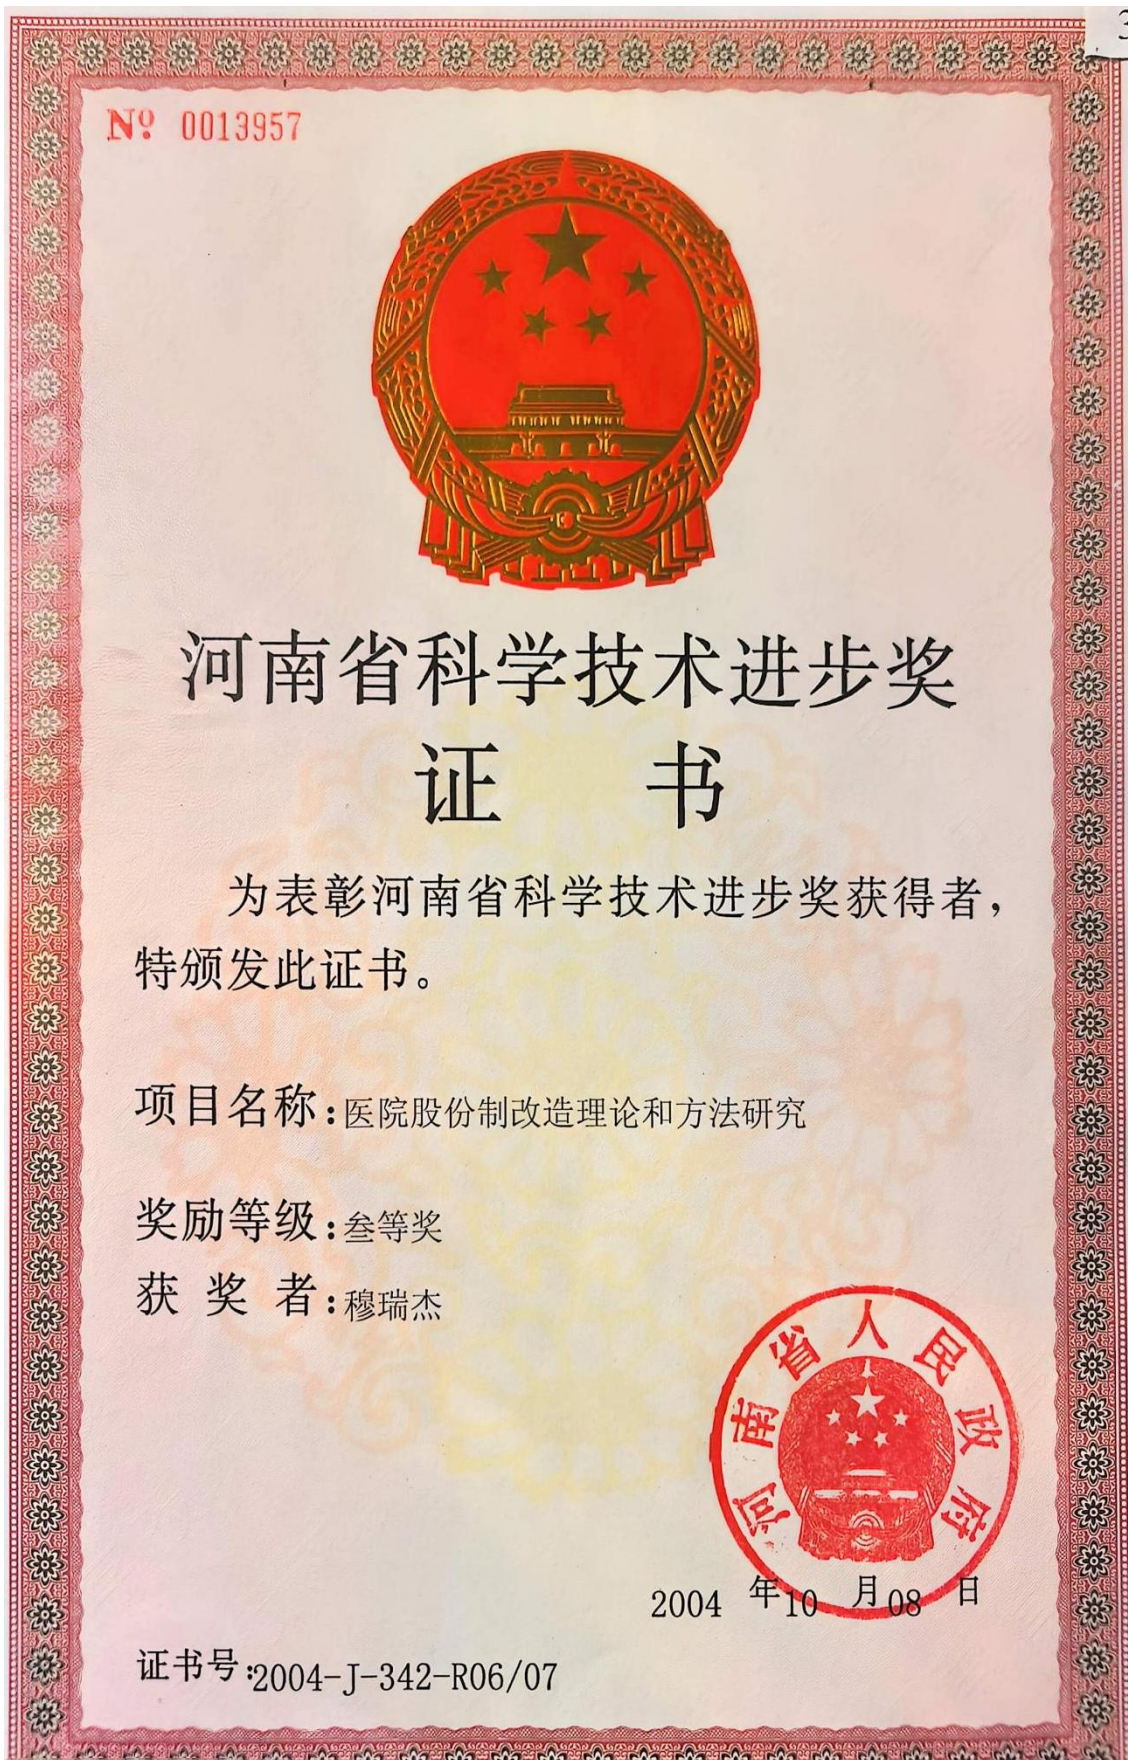 3
№ 0013957
河南省科学技术进步奖
证 书
为表彰河南省科学技术进步奖获得者，
特颁发此证书。
项目名称：医院股份制改造理论和方法研究
奖励等级：叁等奖
获 奖 者：穆瑞杰
河南省人民政府
2004 年10 月08 日
证书号：2004-J-342-R06/07